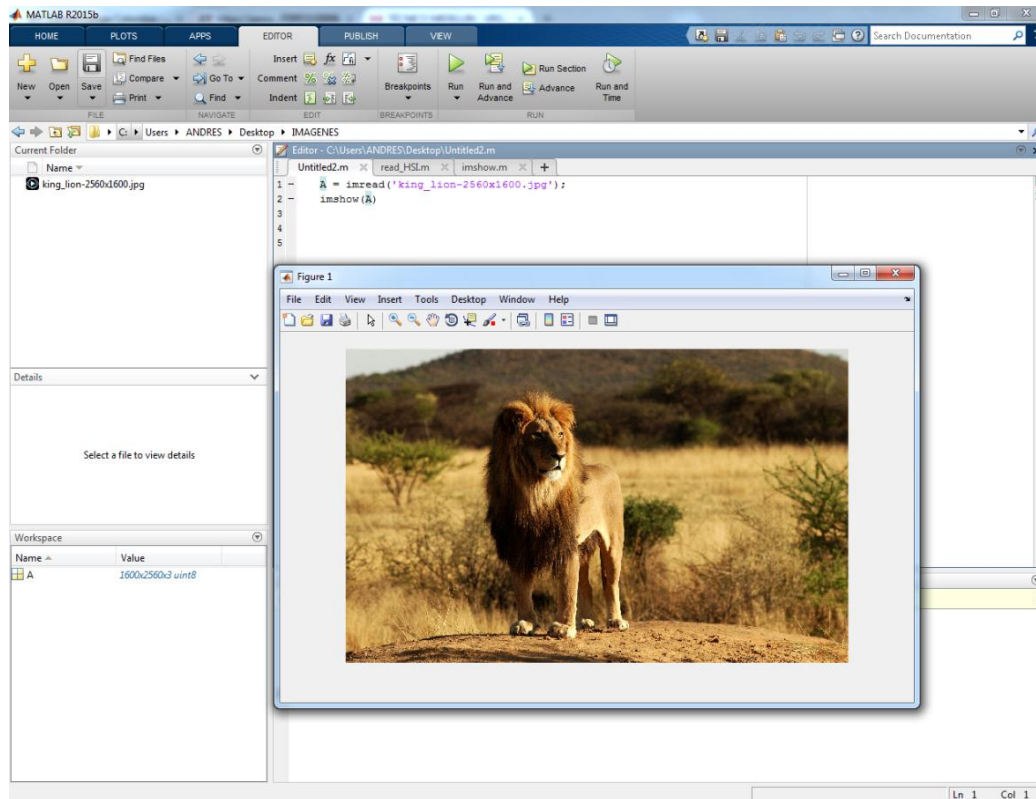 MATLAB R2015b
HOME PLOTS APPS EDITOR PUBLISH VIEW Search Documentation
New Open Save Find Files Compare Print Go To Find Insert Comment Indent Breakpoints Run Run and Advance Run Section Advance Run and Time
FILE NAVIGATE EDIT BREAKPOINTS RUN
C: Users ANDRES Desktop IMAGENES
Current Folder
Name
king_lion-2560x1600.jpg
Editor - C:\Users\ANDRES\Desktop\Untitled2.m
Untitled2.m read_HSI.m imshow.m
1 A = imread('king_lion-2560x1600.jpg');
2 imshow(A)
3
4
5
Figure 1
File Edit View Insert Tools Desktop Window Help
Details
Select a file to view details
Workspace
Name Value
A 1600x2560x3 uint8
Ln 1 Col 1